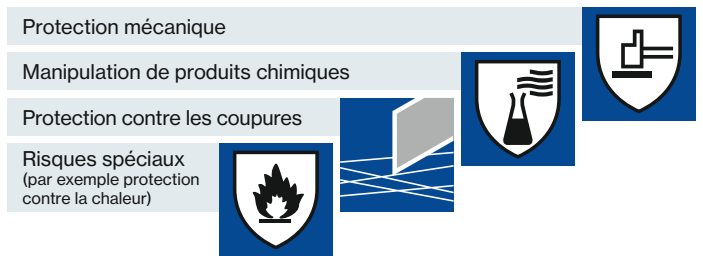 Protection mécanique
Manipulation de produits chimiques
Protection contre les coupures
Risques spéciaux
(par exemple protection
contre la chaleur)